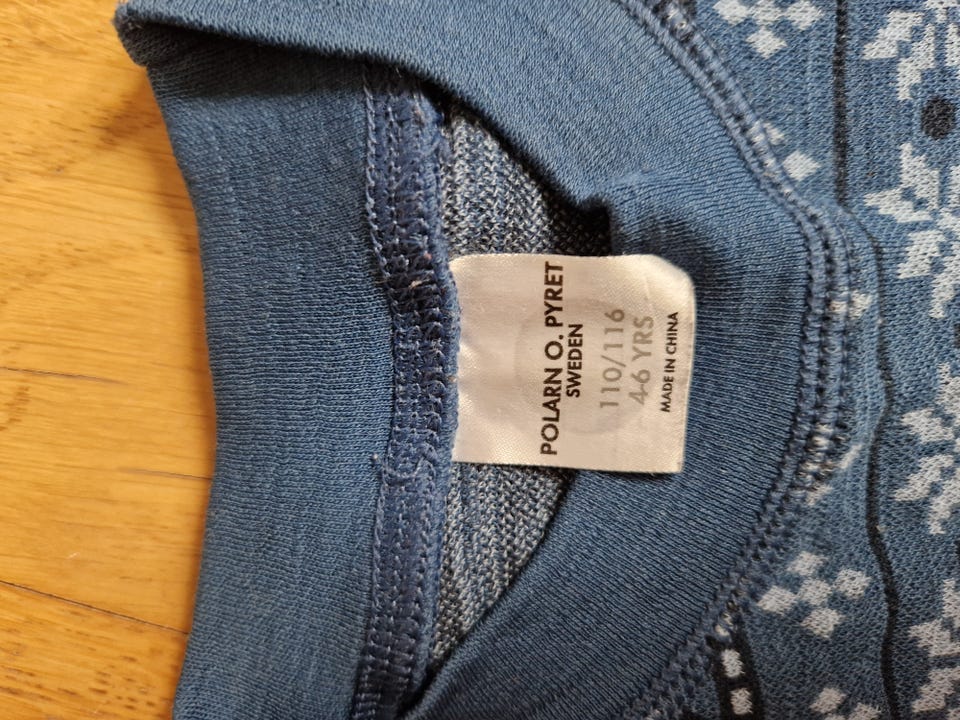 POLARN O. PYRET
SWEDEN
110/116
4-6 YRS
MADE IN CHINA